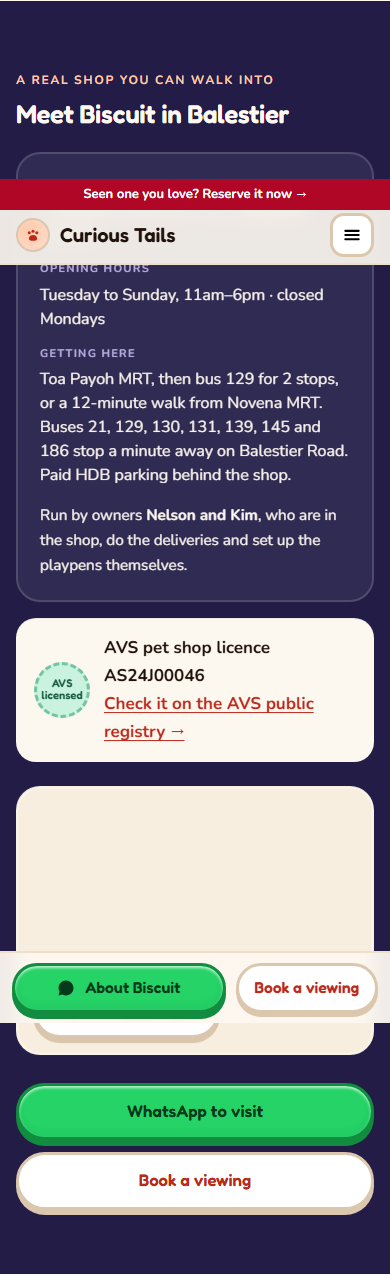 A REAL SHOP YOU CAN WALK INTO
Meet Biscuit in Balestier
Seen one you love? Reserve it now →
Curious Tails
OPENING HOURS
Tuesday to Sunday, 11am–6pm · closed
Mondays
GETTING HERE
Toa Payoh MRT, then bus 129 for 2 stops,
or a 12-minute walk from Novena MRT.
Buses 21, 129, 130, 131, 139, 145 and
186 stop a minute away on Balestier Road.
Paid HDB parking behind the shop.
Run by owners Nelson and Kim, who are in
the shop, do the deliveries and set up the
playpens themselves.
AVS
licensed
AVS pet shop licence
AS24J00046
Check it on the AVS public
registry →
About Biscuit
Book a viewing
WhatsApp to visit
Book a viewing